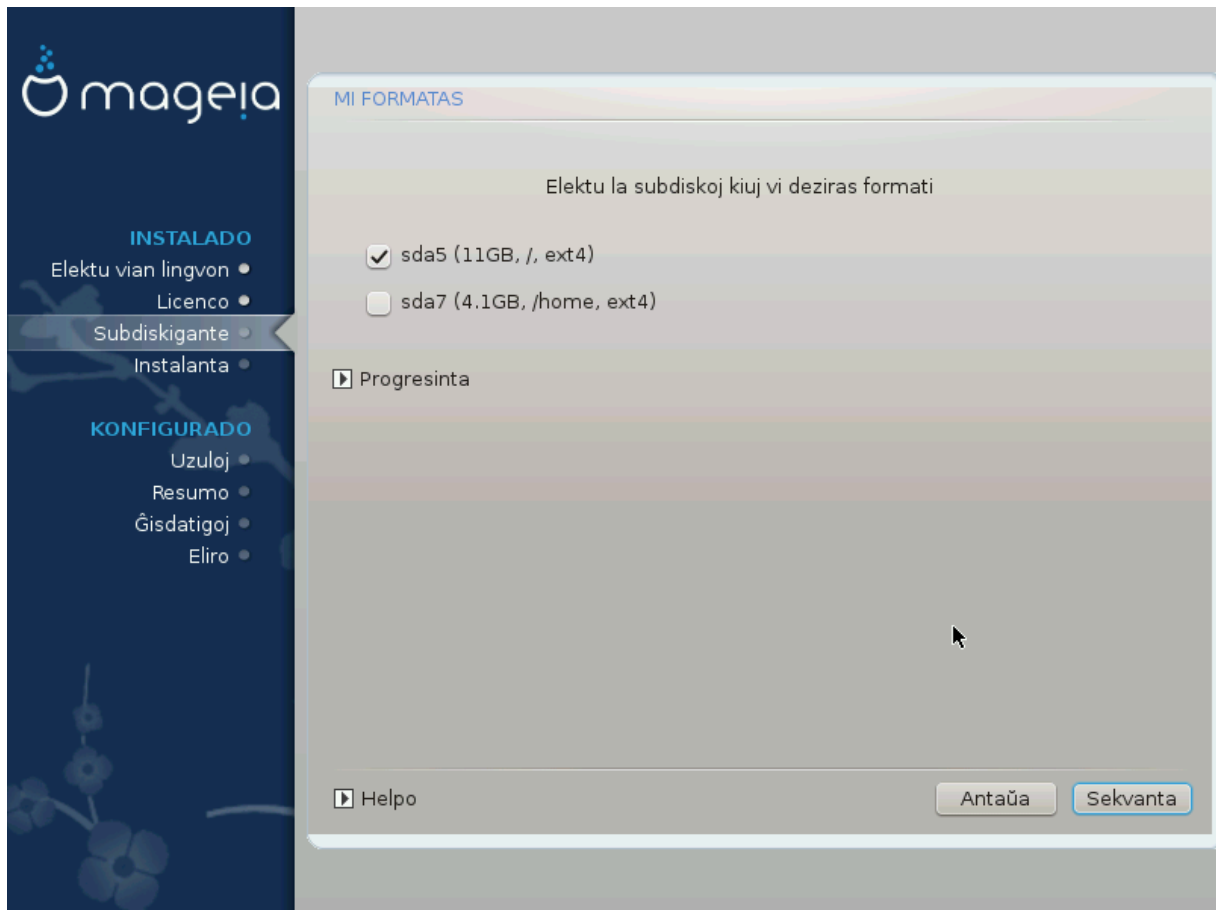 mageia
INSTALADO
Elektu vian lingvon
Licenco
Subdiskigante
Instalanta
KONFIGURADO
Uzuloj
Resumo
Ĝisdatigoj
Eliro
MI FORMATAS
Elektu la subdiskoj kiuj vi deziras formati
sda5 (11GB, /, ext4)
sda7 (4.1GB, /home, ext4)
Progresinta
Helpo
Antaŭa
Sekvanta